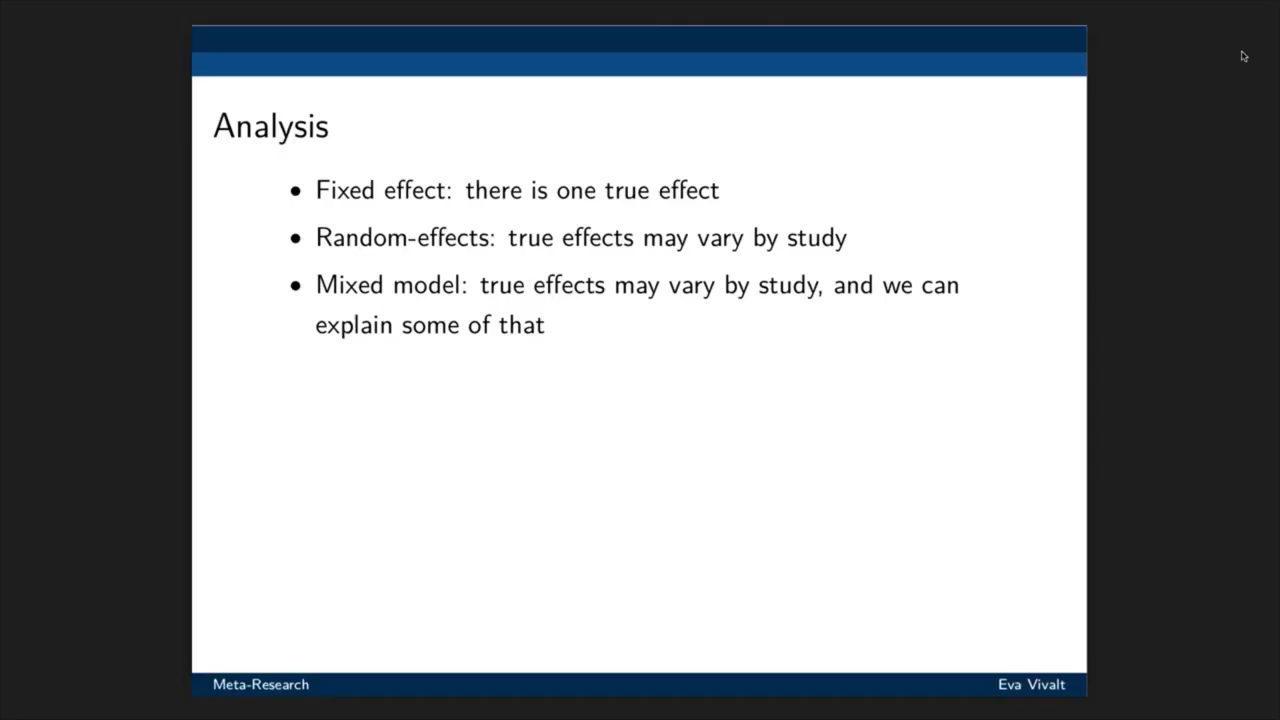 Analysis
• Fixed effect: there is one true effect
• Random-effects: true effects may vary by study
• Mixed model: true effects may vary by study, and we can
explain some of that
Meta-Research
Eva Vivalt